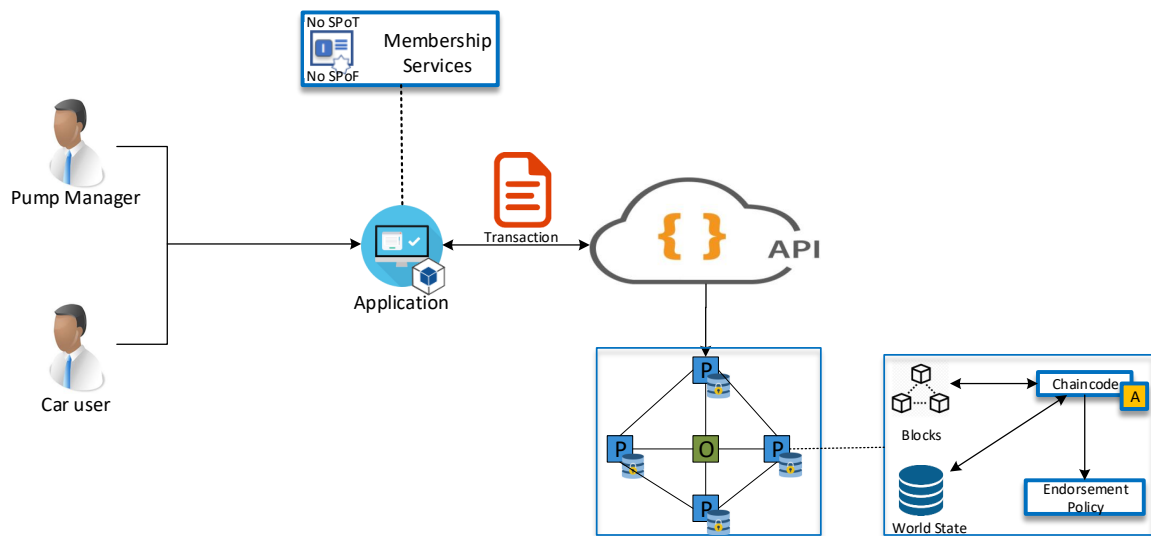 No SPoT
Membership
Services
No SPoF
Pump Manager
Transaction
{ }
API
Application
Car user
P
P
O
P
P
Chaincode
A
Blocks
Endorsement
Policy
World State